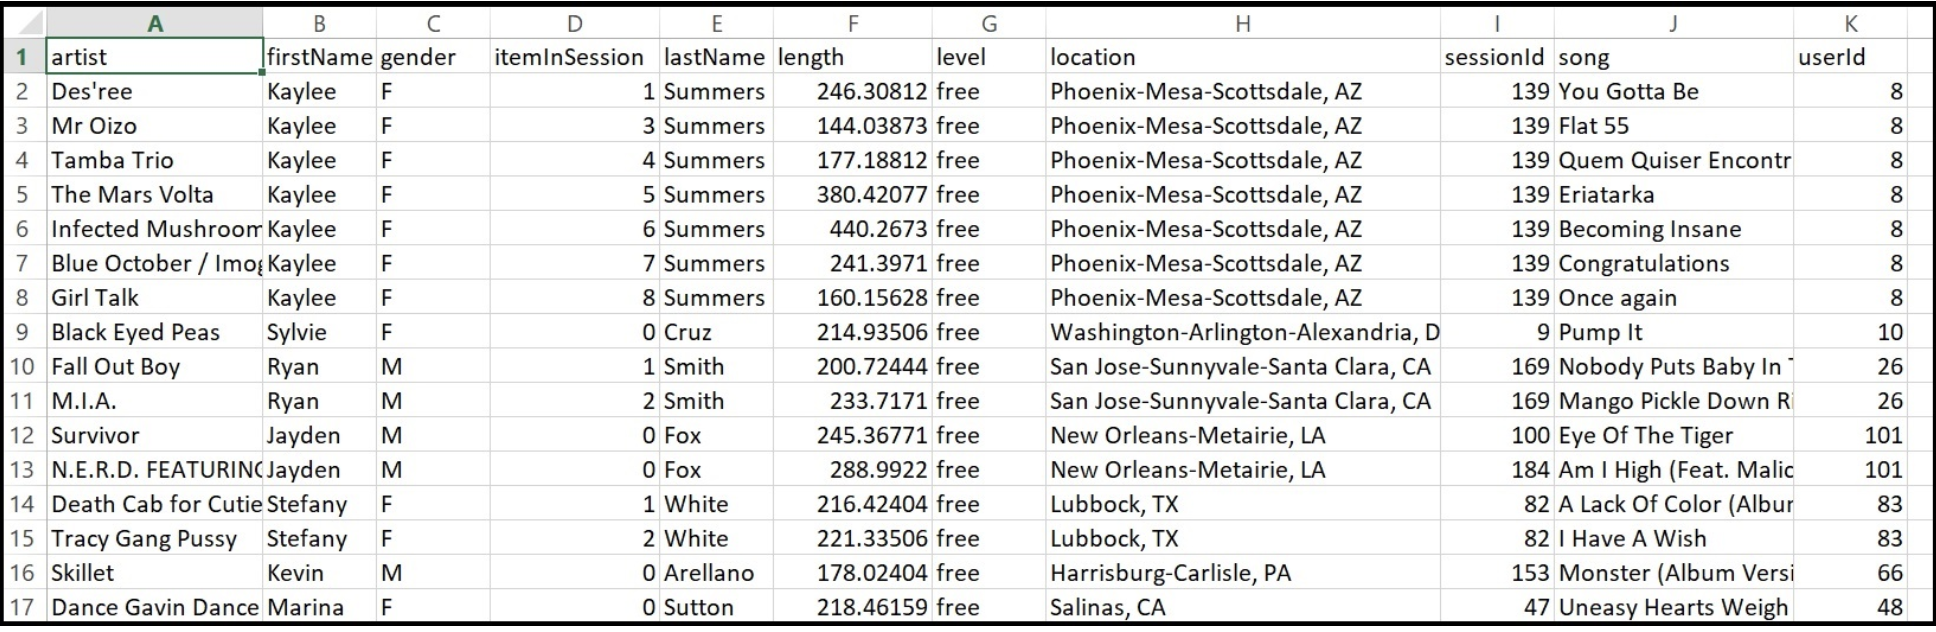 A B C D E F G H I J K
1 artist firstName gender itemInSession lastName length level location sessionId song userId
2 Des'ree Kaylee F 1 Summers 246.30812 free Phoenix-Mesa-Scottsdale, AZ 139 You Gotta Be 8
3 Mr Oizo Kaylee F 3 Summers 144.03873 free Phoenix-Mesa-Scottsdale, AZ 139 Flat 55 8
4 Tamba Trio Kaylee F 4 Summers 177.18812 free Phoenix-Mesa-Scottsdale, AZ 139 Quem Quiser Encontr 8
5 The Mars Volta Kaylee F 5 Summers 380.42077 free Phoenix-Mesa-Scottsdale, AZ 139 Eriatarka 8
6 Infected Mushroom Kaylee F 6 Summers 440.2673 free Phoenix-Mesa-Scottsdale, AZ 139 Becoming Insane 8
7 Blue October / Imog Kaylee F 7 Summers 241.3971 free Phoenix-Mesa-Scottsdale, AZ 139 Congratulations 8
8 Girl Talk Kaylee F 8 Summers 160.15628 free Phoenix-Mesa-Scottsdale, AZ 139 Once again 8
9 Black Eyed Peas Sylvie F 0 Cruz 214.93506 free Washington-Arlington-Alexandria, D 9 Pump It 10
10 Fall Out Boy Ryan M 1 Smith 200.72444 free San Jose-Sunnyvale-Santa Clara, CA 169 Nobody Puts Baby In T 26
11 M.I.A. Ryan M 2 Smith 233.7171 free San Jose-Sunnyvale-Santa Clara, CA 169 Mango Pickle Down Ri 26
12 Survivor Jayden M 0 Fox 245.36771 free New Orleans-Metairie, LA 100 Eye Of The Tiger 101
13 N.E.R.D. FEATURING Jayden M 0 Fox 288.9922 free New Orleans-Metairie, LA 184 Am I High (Feat. Malic 101
14 Death Cab for Cutie Stefany F 1 White 216.42404 free Lubbock, TX 82 A Lack Of Color (Albur 83
15 Tracy Gang Pussy Stefany F 2 White 221.33506 free Lubbock, TX 82 I Have A Wish 83
16 Skillet Kevin M 0 Arellano 178.02404 free Harrisburg-Carlisle, PA 153 Monster (Album Versi 66
17 Dance Gavin Dance Marina F 0 Sutton 218.46159 free Salinas, CA 47 Uneasy Hearts Weigh 48